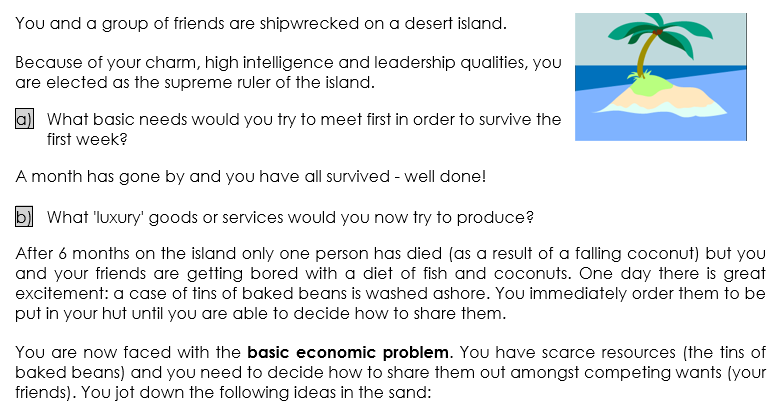 You and a group of friends are shipwrecked on a desert island.
Because of your charm, high intelligence and leadership qualities, you
are elected as the supreme ruler of the island.
a) What basic needs would you try to meet first in order to survive the
first week?
A month has gone by and you have all survived - well done!
b) What 'luxury' goods or services would you now try to produce?
After 6 months on the island only one person has died (as a result of a falling coconut) but you
and your friends are getting bored with a diet of fish and coconuts. One day there is great
excitement: a case of tins of baked beans is washed ashore. You immediately order them to be
put in your hut until you are able to decide how to share them.
You are now faced with the basic economic problem. You have scarce resources (the tins of
baked beans) and you need to decide how to share them out amongst competing wants (your
friends). You jot down the following ideas in the sand: